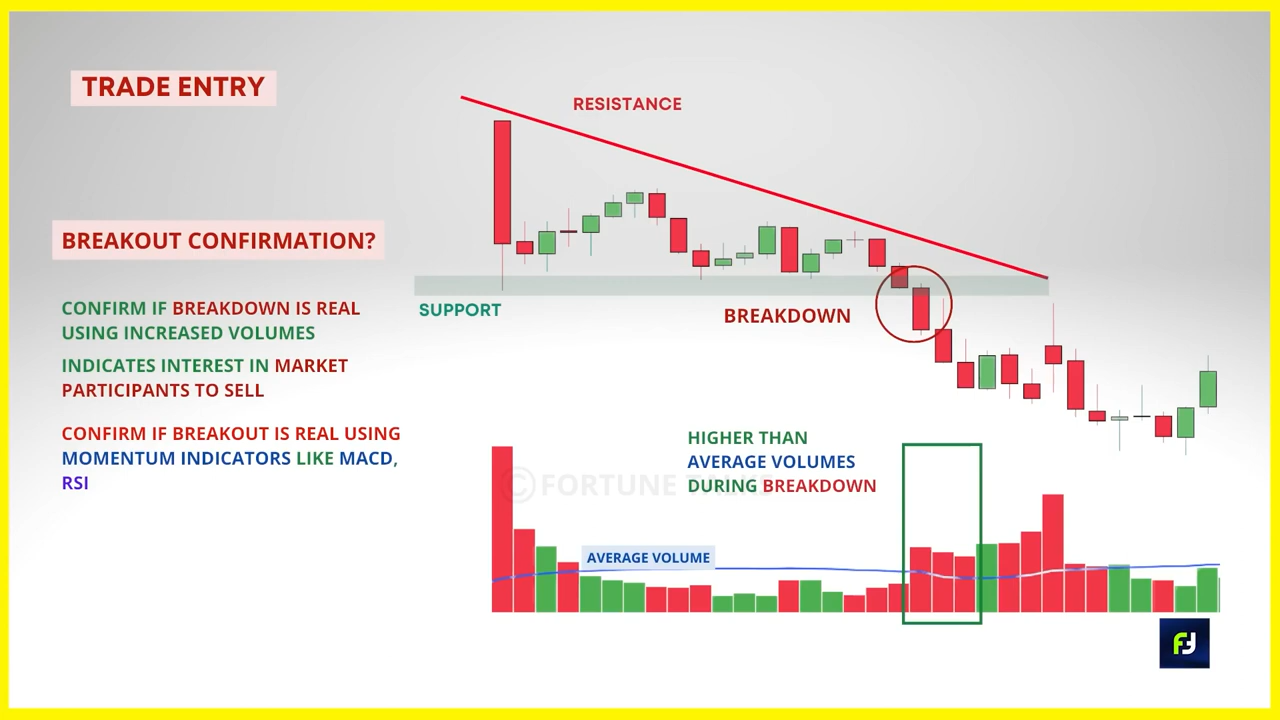 TRADE ENTRY
RESISTANCE
BREAKOUT CONFIRMATION?
CONFIRM IF BREAKDOWN IS REAL
USING INCREASED VOLUMES
INDICATES INTEREST IN MARKET
PARTICIPANTS TO SELL
CONFIRM IF BREAKOUT IS REAL USING
MOMENTUM INDICATORS LIKE MACD,
RSI
SUPPORT
BREAKDOWN
HIGHER THAN
AVERAGE VOLUMES
DURING BREAKDOWN
© FORTUNE
AVERAGE VOLUME